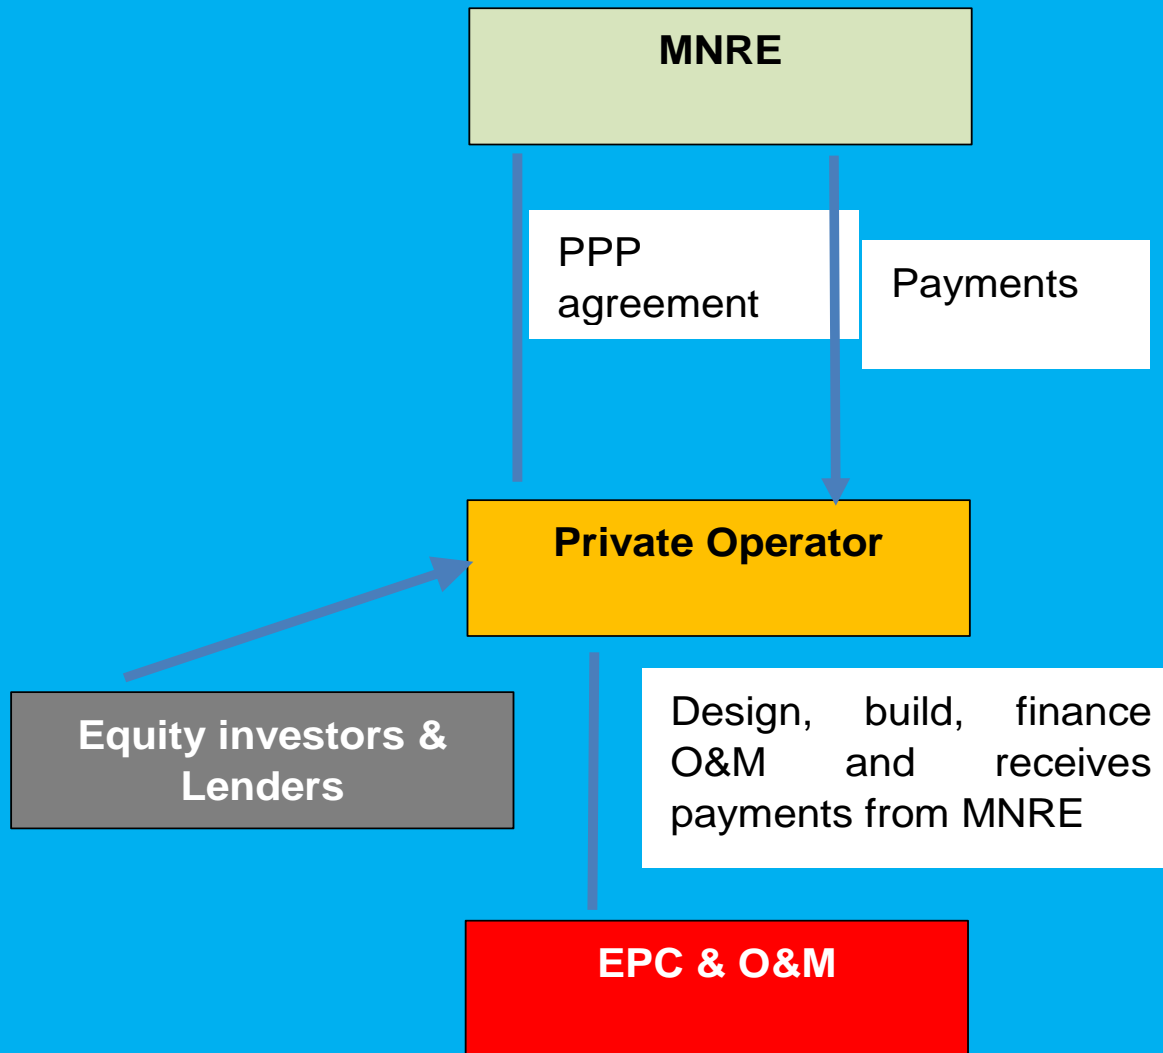 MNRE
PPP
agreement
Payments
Private Operator
Equity investors &
Lenders
Design, build, finance
O&M and receives
payments from MNRE
EPC & O&M